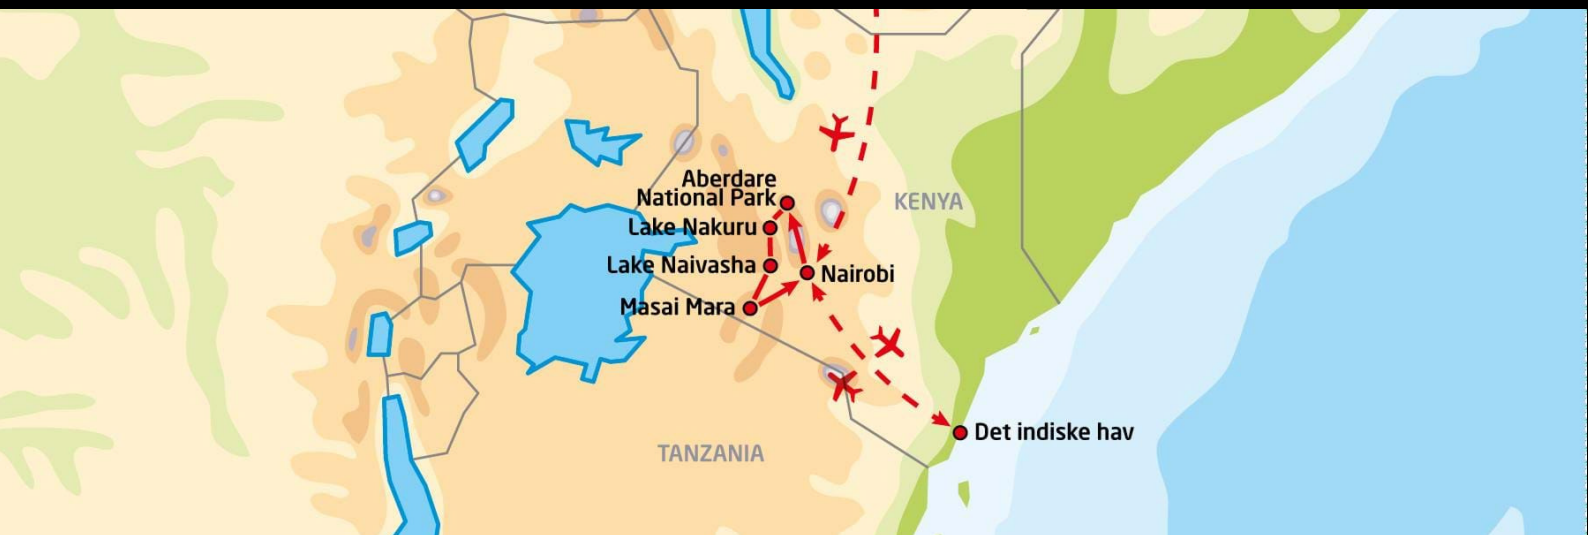 Aberdare
National Park
KENYA
Lake Nakuru
Lake Naivasha
Nairobi
Masai Mara
Det indiske hav
TANZANIA